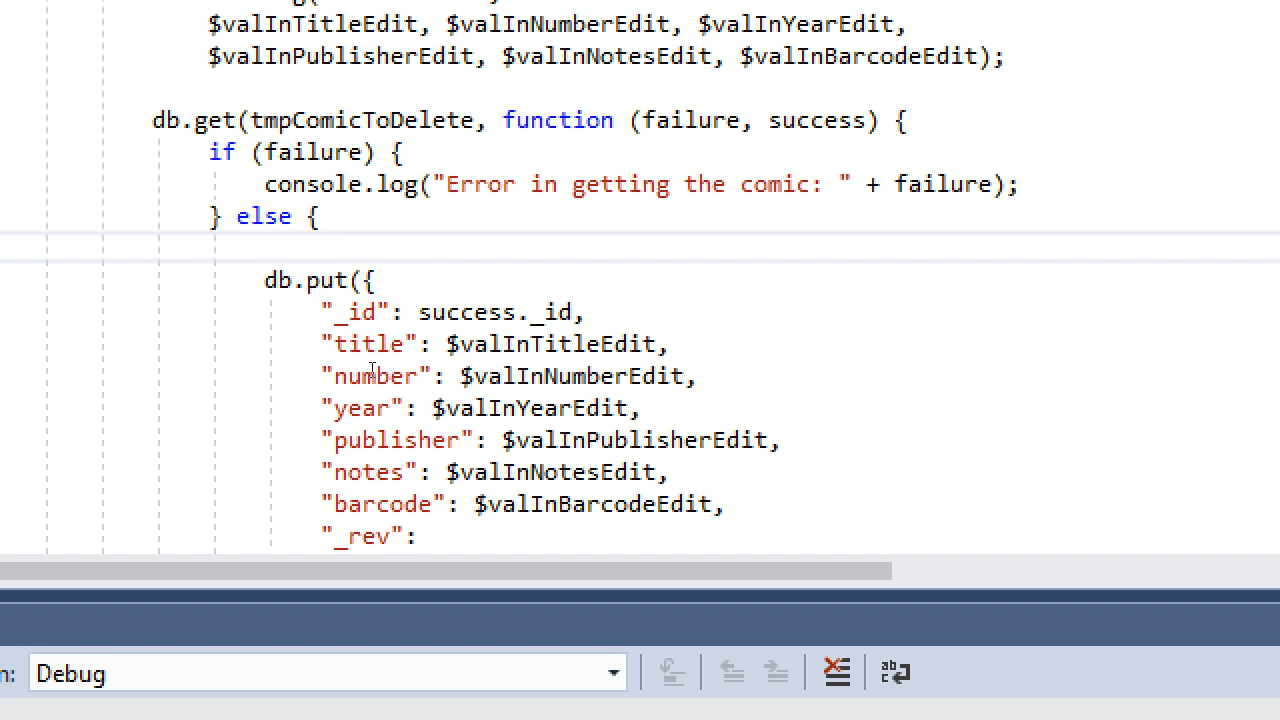 $valInTitleEdit, $valInNumberEdit, $valInYearEdit,
$valInPublisherEdit, $valInNotesEdit, $valInBarcodeEdit);
db.get(tmpComicToDelete, function (failure, success) {
if (failure) {
console.log("Error in getting the comic: " + failure);
} else {
db.put({
"_id": success._id,
"title": $valInTitleEdit,
"number": $valInNumberEdit,
"year": $valInYearEdit,
"publisher": $valInPublisherEdit,
"notes": $valInNotesEdit,
"barcode": $valInBarcodeEdit,
"_rev":
n: Debug